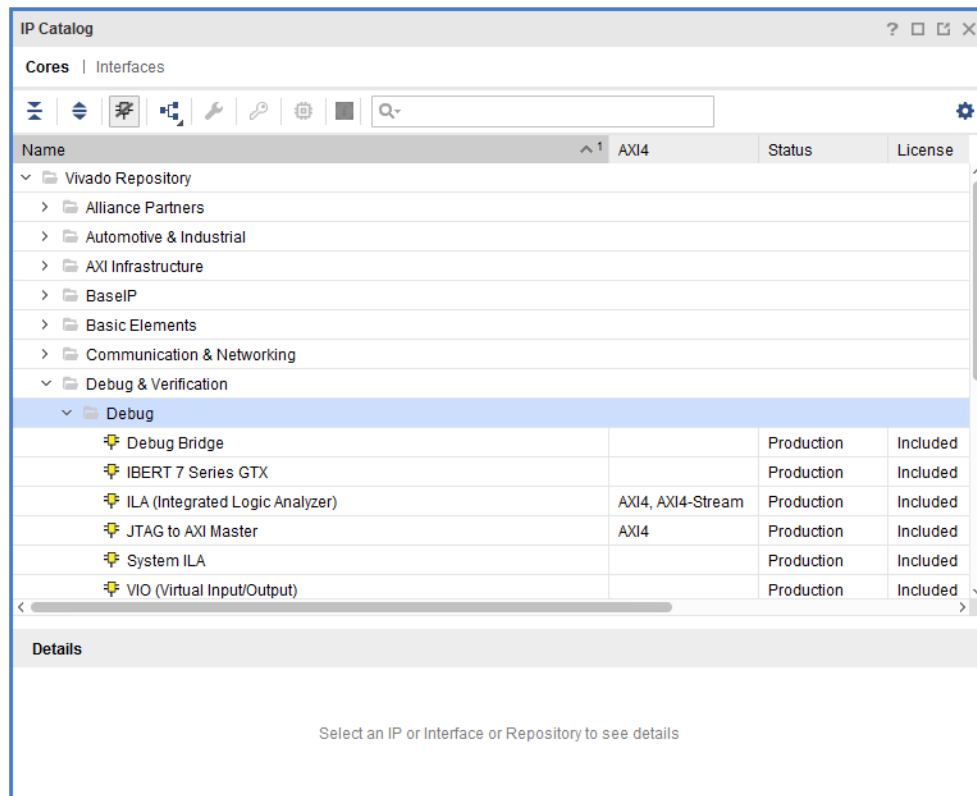 IP Catalog
Cores | Interfaces
Name 1 AXI4 Status License
Vivado Repository
Alliance Partners
Automotive & Industrial
AXI Infrastructure
BaseIP
Basic Elements
Communication & Networking
Debug & Verification
Debug
Debug Bridge Production Included
IBERT 7 Series GTX Production Included
ILA (Integrated Logic Analyzer) AXI4, AXI4-Stream Production Included
JTAG to AXI Master AXI4 Production Included
System ILA Production Included
VIO (Virtual Input/Output) Production Included
Details
Select an IP or Interface or Repository to see details